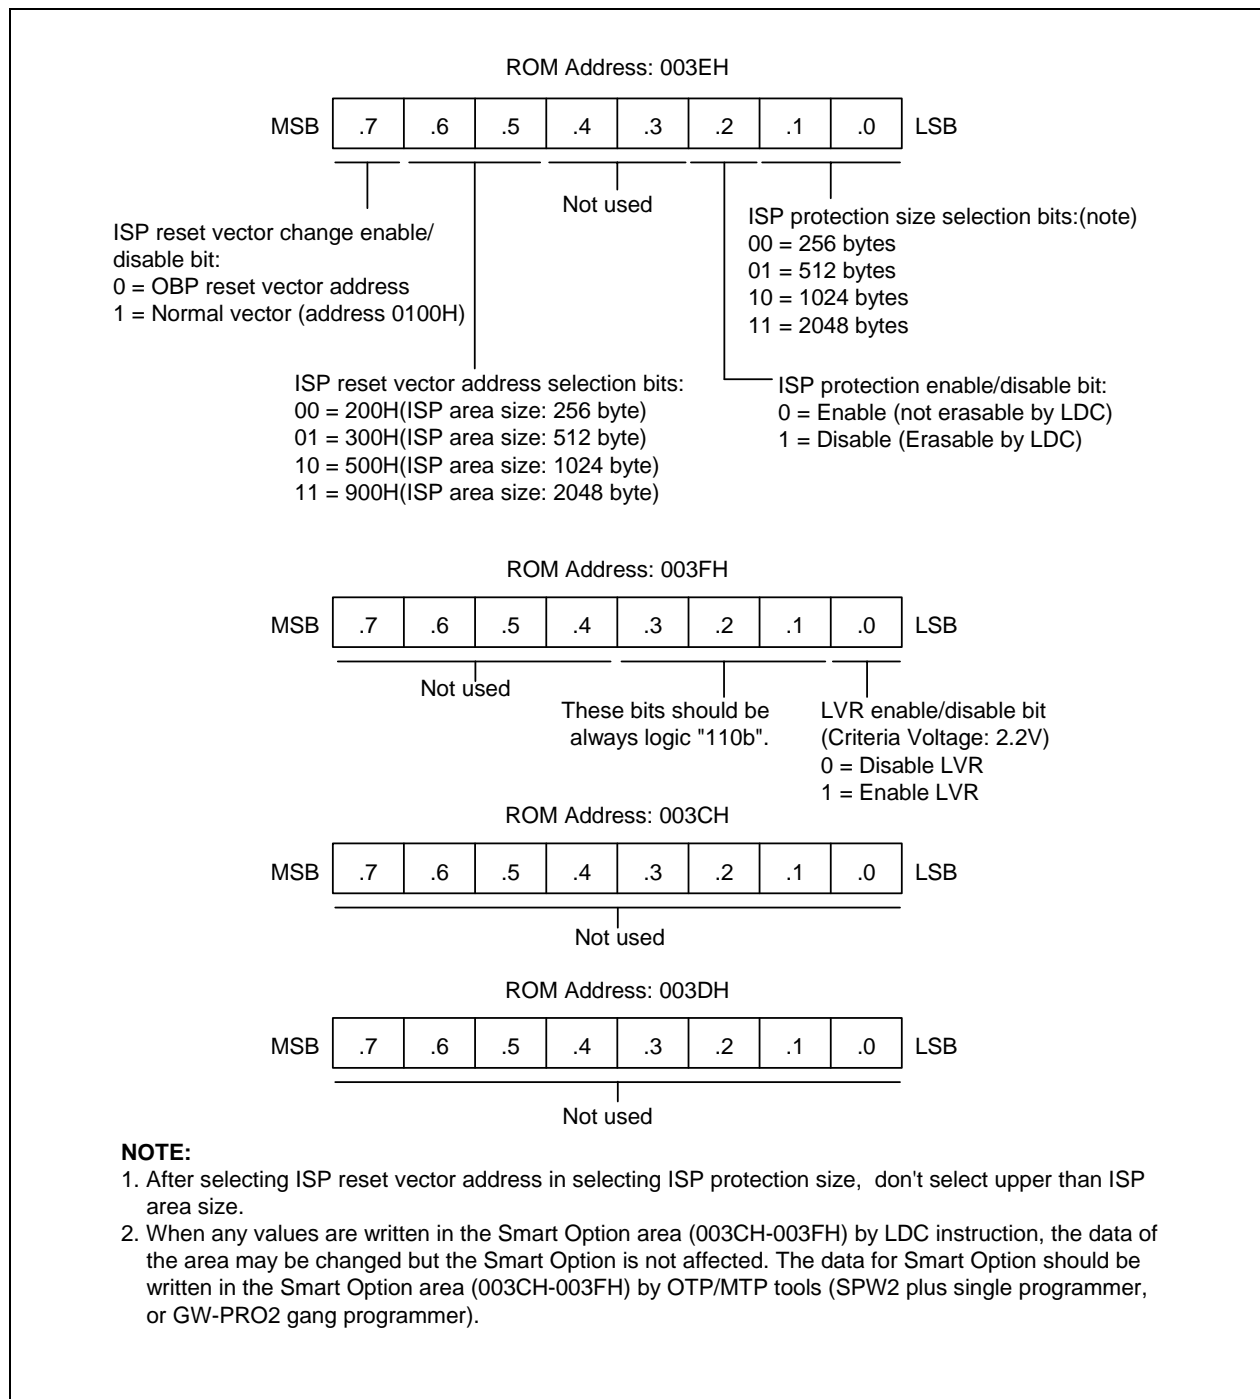 ROM Address: 003EH
MSB .7 .6 .5 .4 .3 .2 .1 .0 LSB
Not used
ISP reset vector change enable/
disable bit:
0 = OBP reset vector address
1 = Normal vector (address 0100H)
ISP protection size selection bits:(note)
00 = 256 bytes
01 = 512 bytes
10 = 1024 bytes
11 = 2048 bytes
ISP reset vector address selection bits:
00 = 200H(ISP area size: 256 byte)
01 = 300H(ISP area size: 512 byte)
10 = 500H(ISP area size: 1024 byte)
11 = 900H(ISP area size: 2048 byte)
ISP protection enable/disable bit:
0 = Enable (not erasable by LDC)
1 = Disable (Erasable by LDC)
ROM Address: 003FH
MSB .7 .6 .5 .4 .3 .2 .1 .0 LSB
Not used
These bits should be
always logic "110b".
LVR enable/disable bit
(Criteria Voltage: 2.2V)
0 = Disable LVR
1 = Enable LVR
ROM Address: 003CH
MSB .7 .6 .5 .4 .3 .2 .1 .0 LSB
Not used
ROM Address: 003DH
MSB .7 .6 .5 .4 .3 .2 .1 .0 LSB
Not used
NOTE:
1. After selecting ISP reset vector address in selecting ISP protection size, don't select upper than ISP
area size.
2. When any values are written in the Smart Option area (003CH-003FH) by LDC instruction, the data of
the area may be changed but the Smart Option is not affected. The data for Smart Option should be
written in the Smart Option area (003CH-003FH) by OTP/MTP tools (SPW2 plus single programmer,
or GW-PRO2 gang programmer).